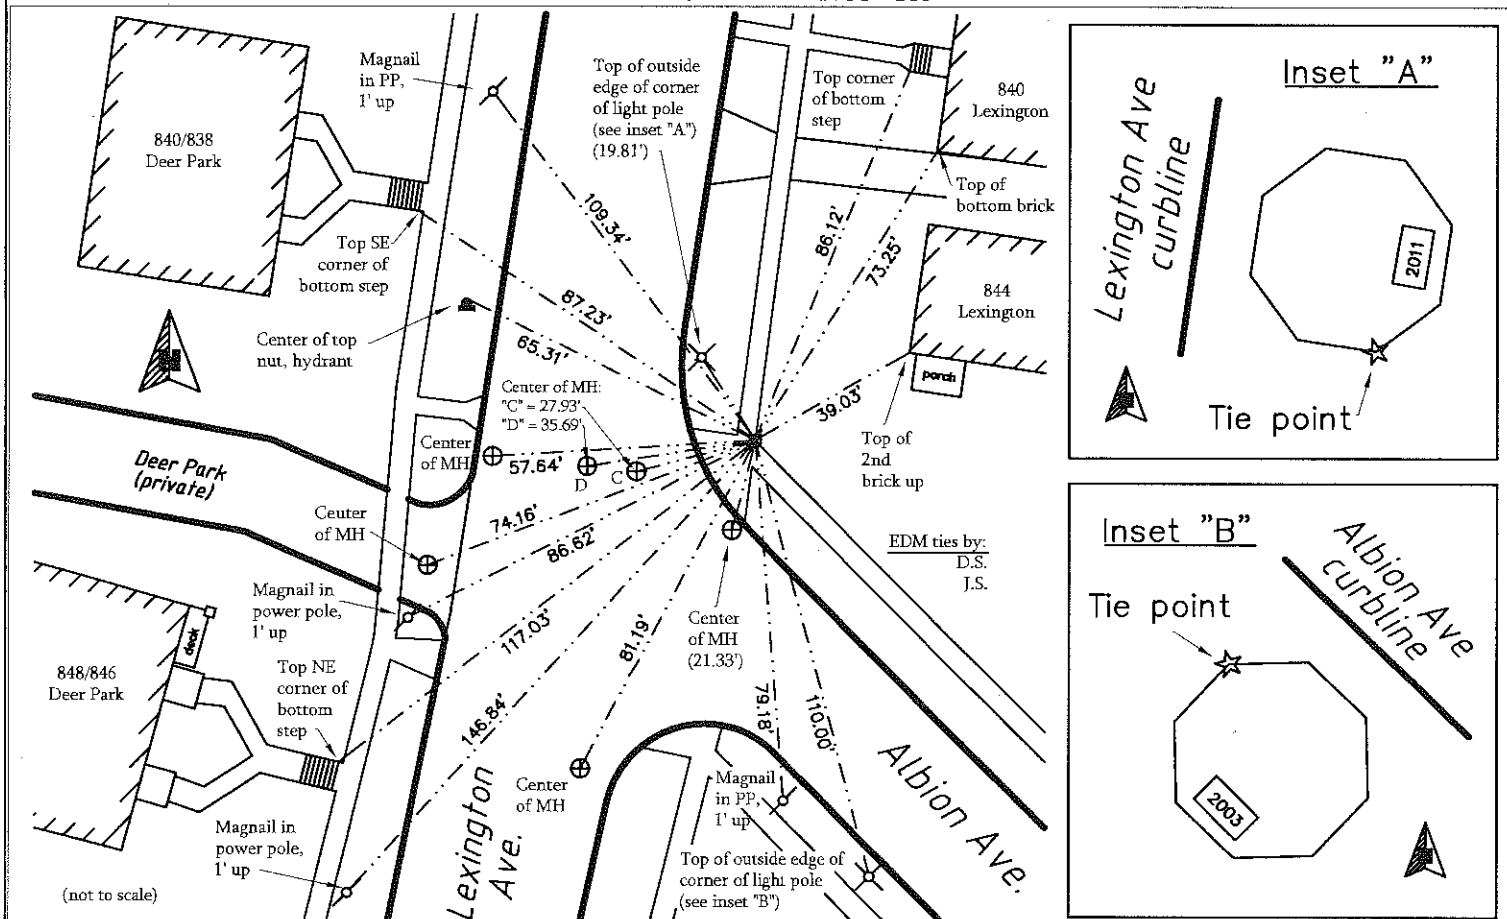 Magnail
in PP,
1' up
840/838
Deer Park
Top of outside
edge of corner
of light pole
(see inset "A")
(19.81')
Top corner
of bottom
step
840
Lexington
Top of
bottom brick
109.34'
86.12'
73.25'
Top SE
corner of
bottom step
87.23'
844
Lexington
Center of top
nut, hydrant
65.31'
porch
39.03'
Center of MH:
"C" = 27.93'
"D" = 35.69'
Center
of MH
57.64'
D
C
Top of
2nd
brick up
Deer Park
(private)
74.16'
Center
of MH
86.62'
EDM ties by:
D.S.
J.S.
Magnail in
power pole,
1' up
117.03'
81.19'
Center
of MH
(21.33')
deck
848/846
Deer Park
Top NE
corner of
bottom
step
146.84'
79.18'
110.00'
Center
of MH
Magnail
in PP,
1' up
Albion Ave.
Magnail in
power pole,
1' up
Lexington
Ave.
Top of outside edge of
corner of light pole
(see inset "B")
(not to scale)
Inset "A"
Lexington Ave
curbline
2011
Tie point
Inset "B"
Albion Ave
curbline
Tie point
2003